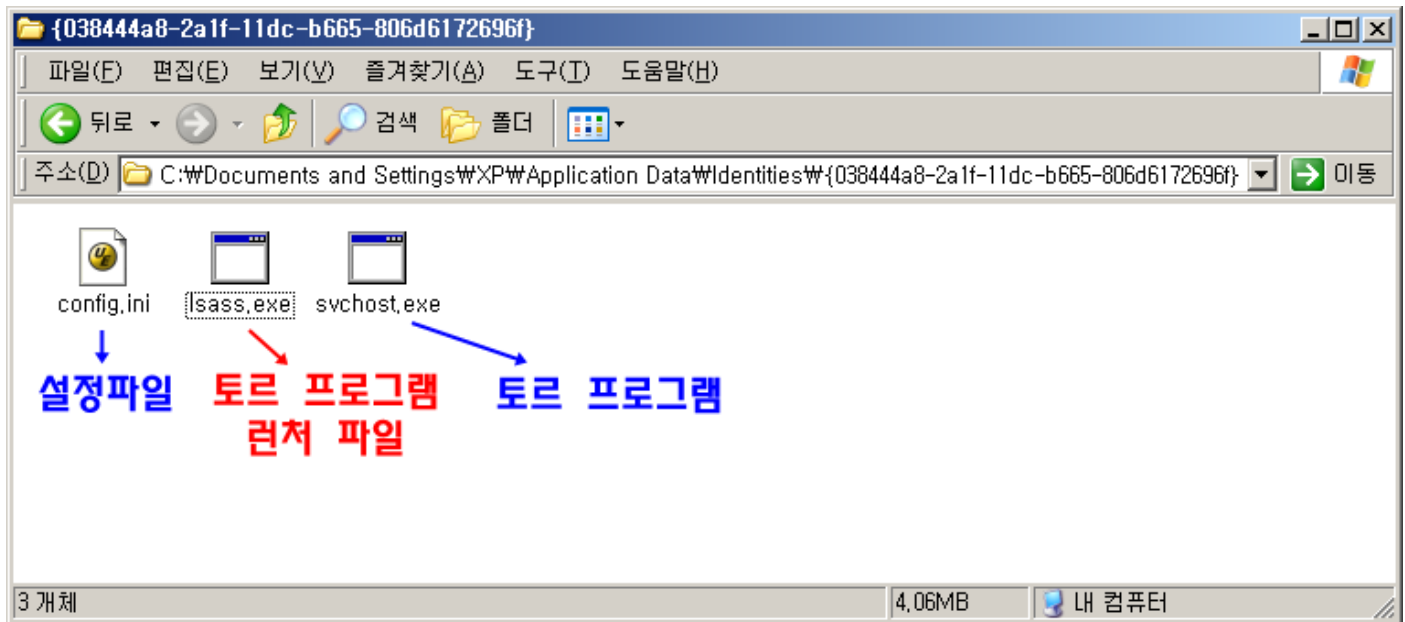 {038444a8-2a1f-11dc-b665-806d6172696f}
파일(F) 편집(E) 보기(V) 즐겨찾기(A) 도구(T) 도움말(H)
뒤로 검색 폴더
주소(D) C:₩Documents and Settings₩XP₩Application Data₩Identities₩{038444a8-2a1f-11dc-b665-806d6172696f} 이동
config.ini lsass.exe svchost.exe
설정파일 토르 프로그램 토르 프로그램
런처 파일
3 개체 4.06MB 내 컴퓨터